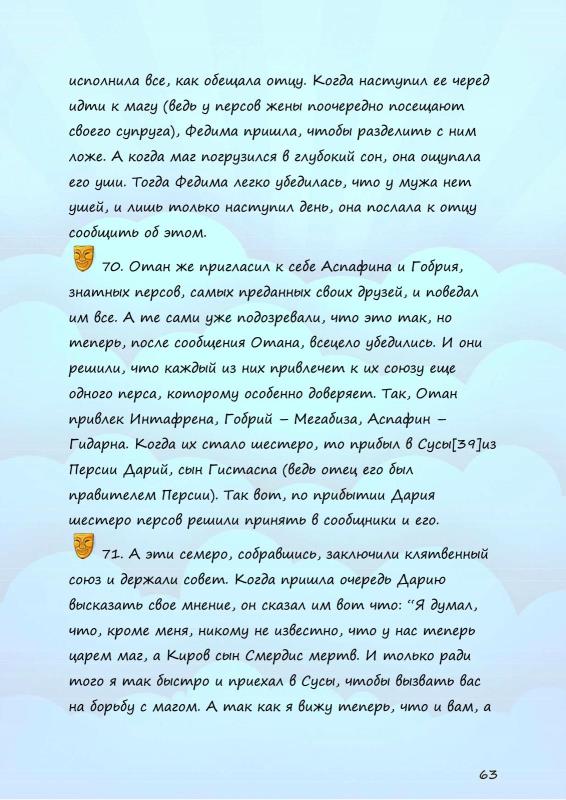 исполнила все, как обещала отцу. Когда наступил ее черед
идти к магу (ведь у персов жены поочередно посещают
своего супруга), Федима пришла, чтобы разделить с ним
ложе. А когда маг погрузился в глубокий сон, она ощупала
его уши. Тогда Федима легко убедилась, что у мужа нет
ушей, и лишь только наступил день, она послала к отцу
сообщить об этом.
70. Отан же пригласил к себе Аспафина и Гобрия,
знатных персов, самых преданных своих друзей, и поведал
им все. А те сами уже подозревали, что это так, но
теперь, после сообщения Отана, всецело убедились. И они
решили, что каждый из них привлечет к их союзу еще
одного перса, которому особенно доверяет. Так, Отан
привлек Интафрена, Гобрий – Мегабиза, Аспафин –
Гидарна. Когда их стало шестеро, то прибыл в Сусы[39]из
Персии Дарий, сын Гистаспа (ведь отец его был
правителем Персии). Так вот, по прибытии Дария
шестеро персов решили принять в сообщники и его.
71. А эти семеро, собравшись, заключили клятвенный
союз и держали совет. Когда пришла очередь Дарию
высказать свое мнение, он сказал им вот что: “Я думал,
что, кроме меня, никому не известно, что у нас теперь
царем маг, а Киров сын Смердис мертв. И только ради
того я так быстро и приехал в Сусы, чтобы вызвать вас
на борьбу с магом. А так как я вижу теперь, что и вам, а
63